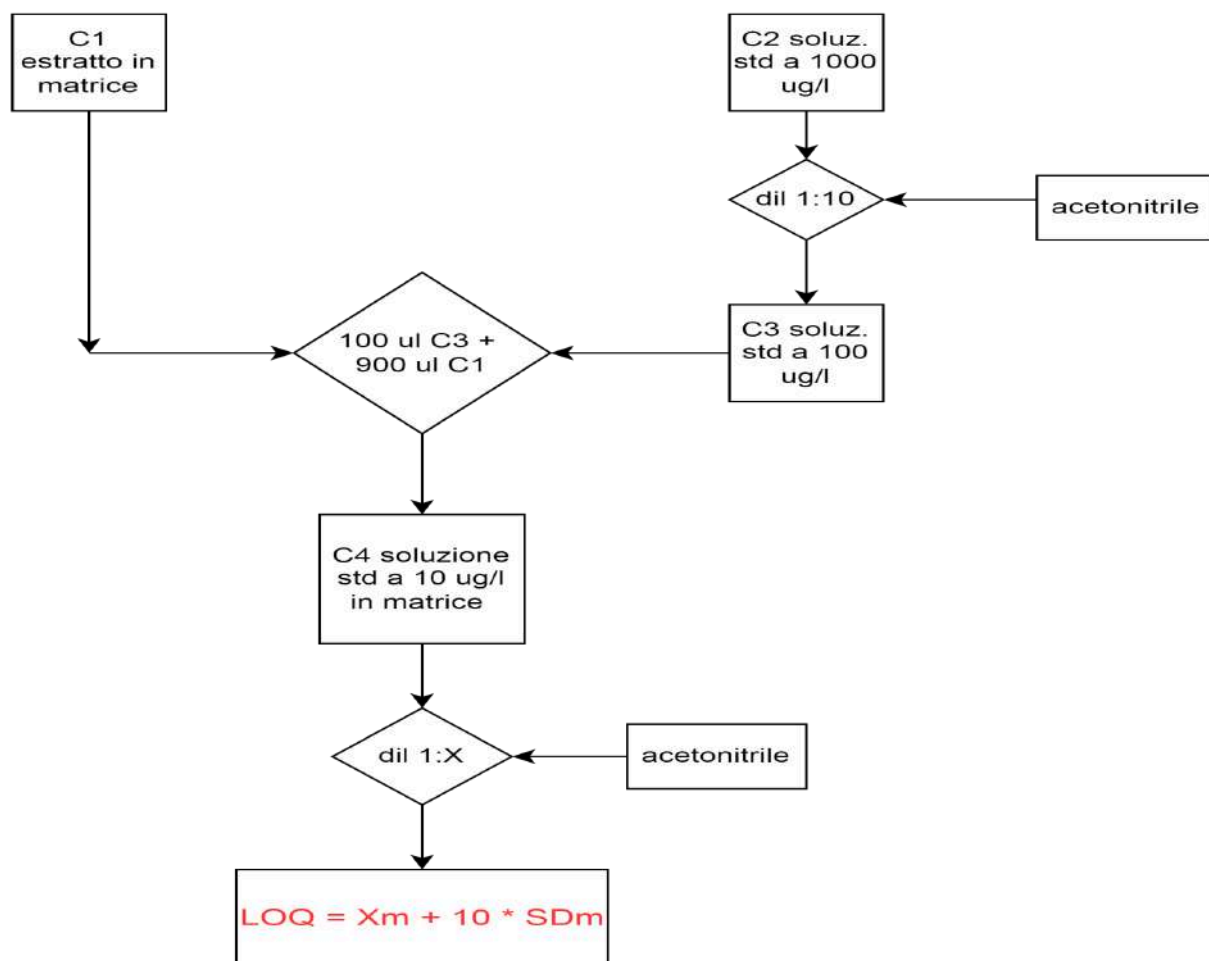 C1
estratto in
matrice
C2 soluz.
std a 1000
ug/l
dil 1:10
acetonitrile
100 ul C3 +
900 ul C1
C3 soluz.
std a 100
ug/l
C4 soluzione
std a 10 ug/l
in matrice
dil 1:X
acetonitrile
LOQ = Xm + 10 * SDm